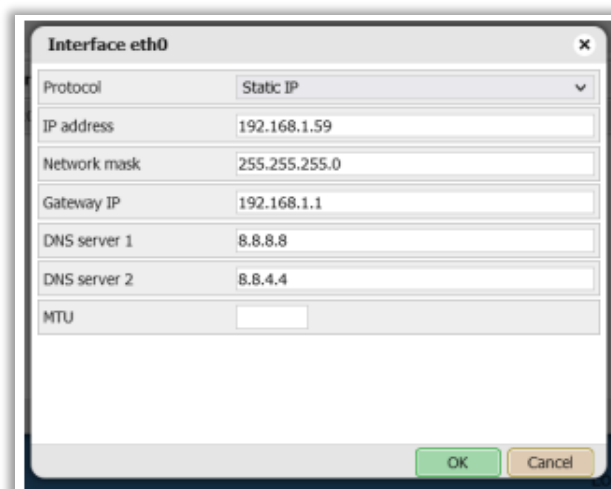 Interface eth0
Protocol Static IP
IP address 192.168.1.59
Network mask 255.255.255.0
Gateway IP 192.168.1.1
DNS server 1 8.8.8.8
DNS server 2 8.8.4.4
MTU
OK Cancel